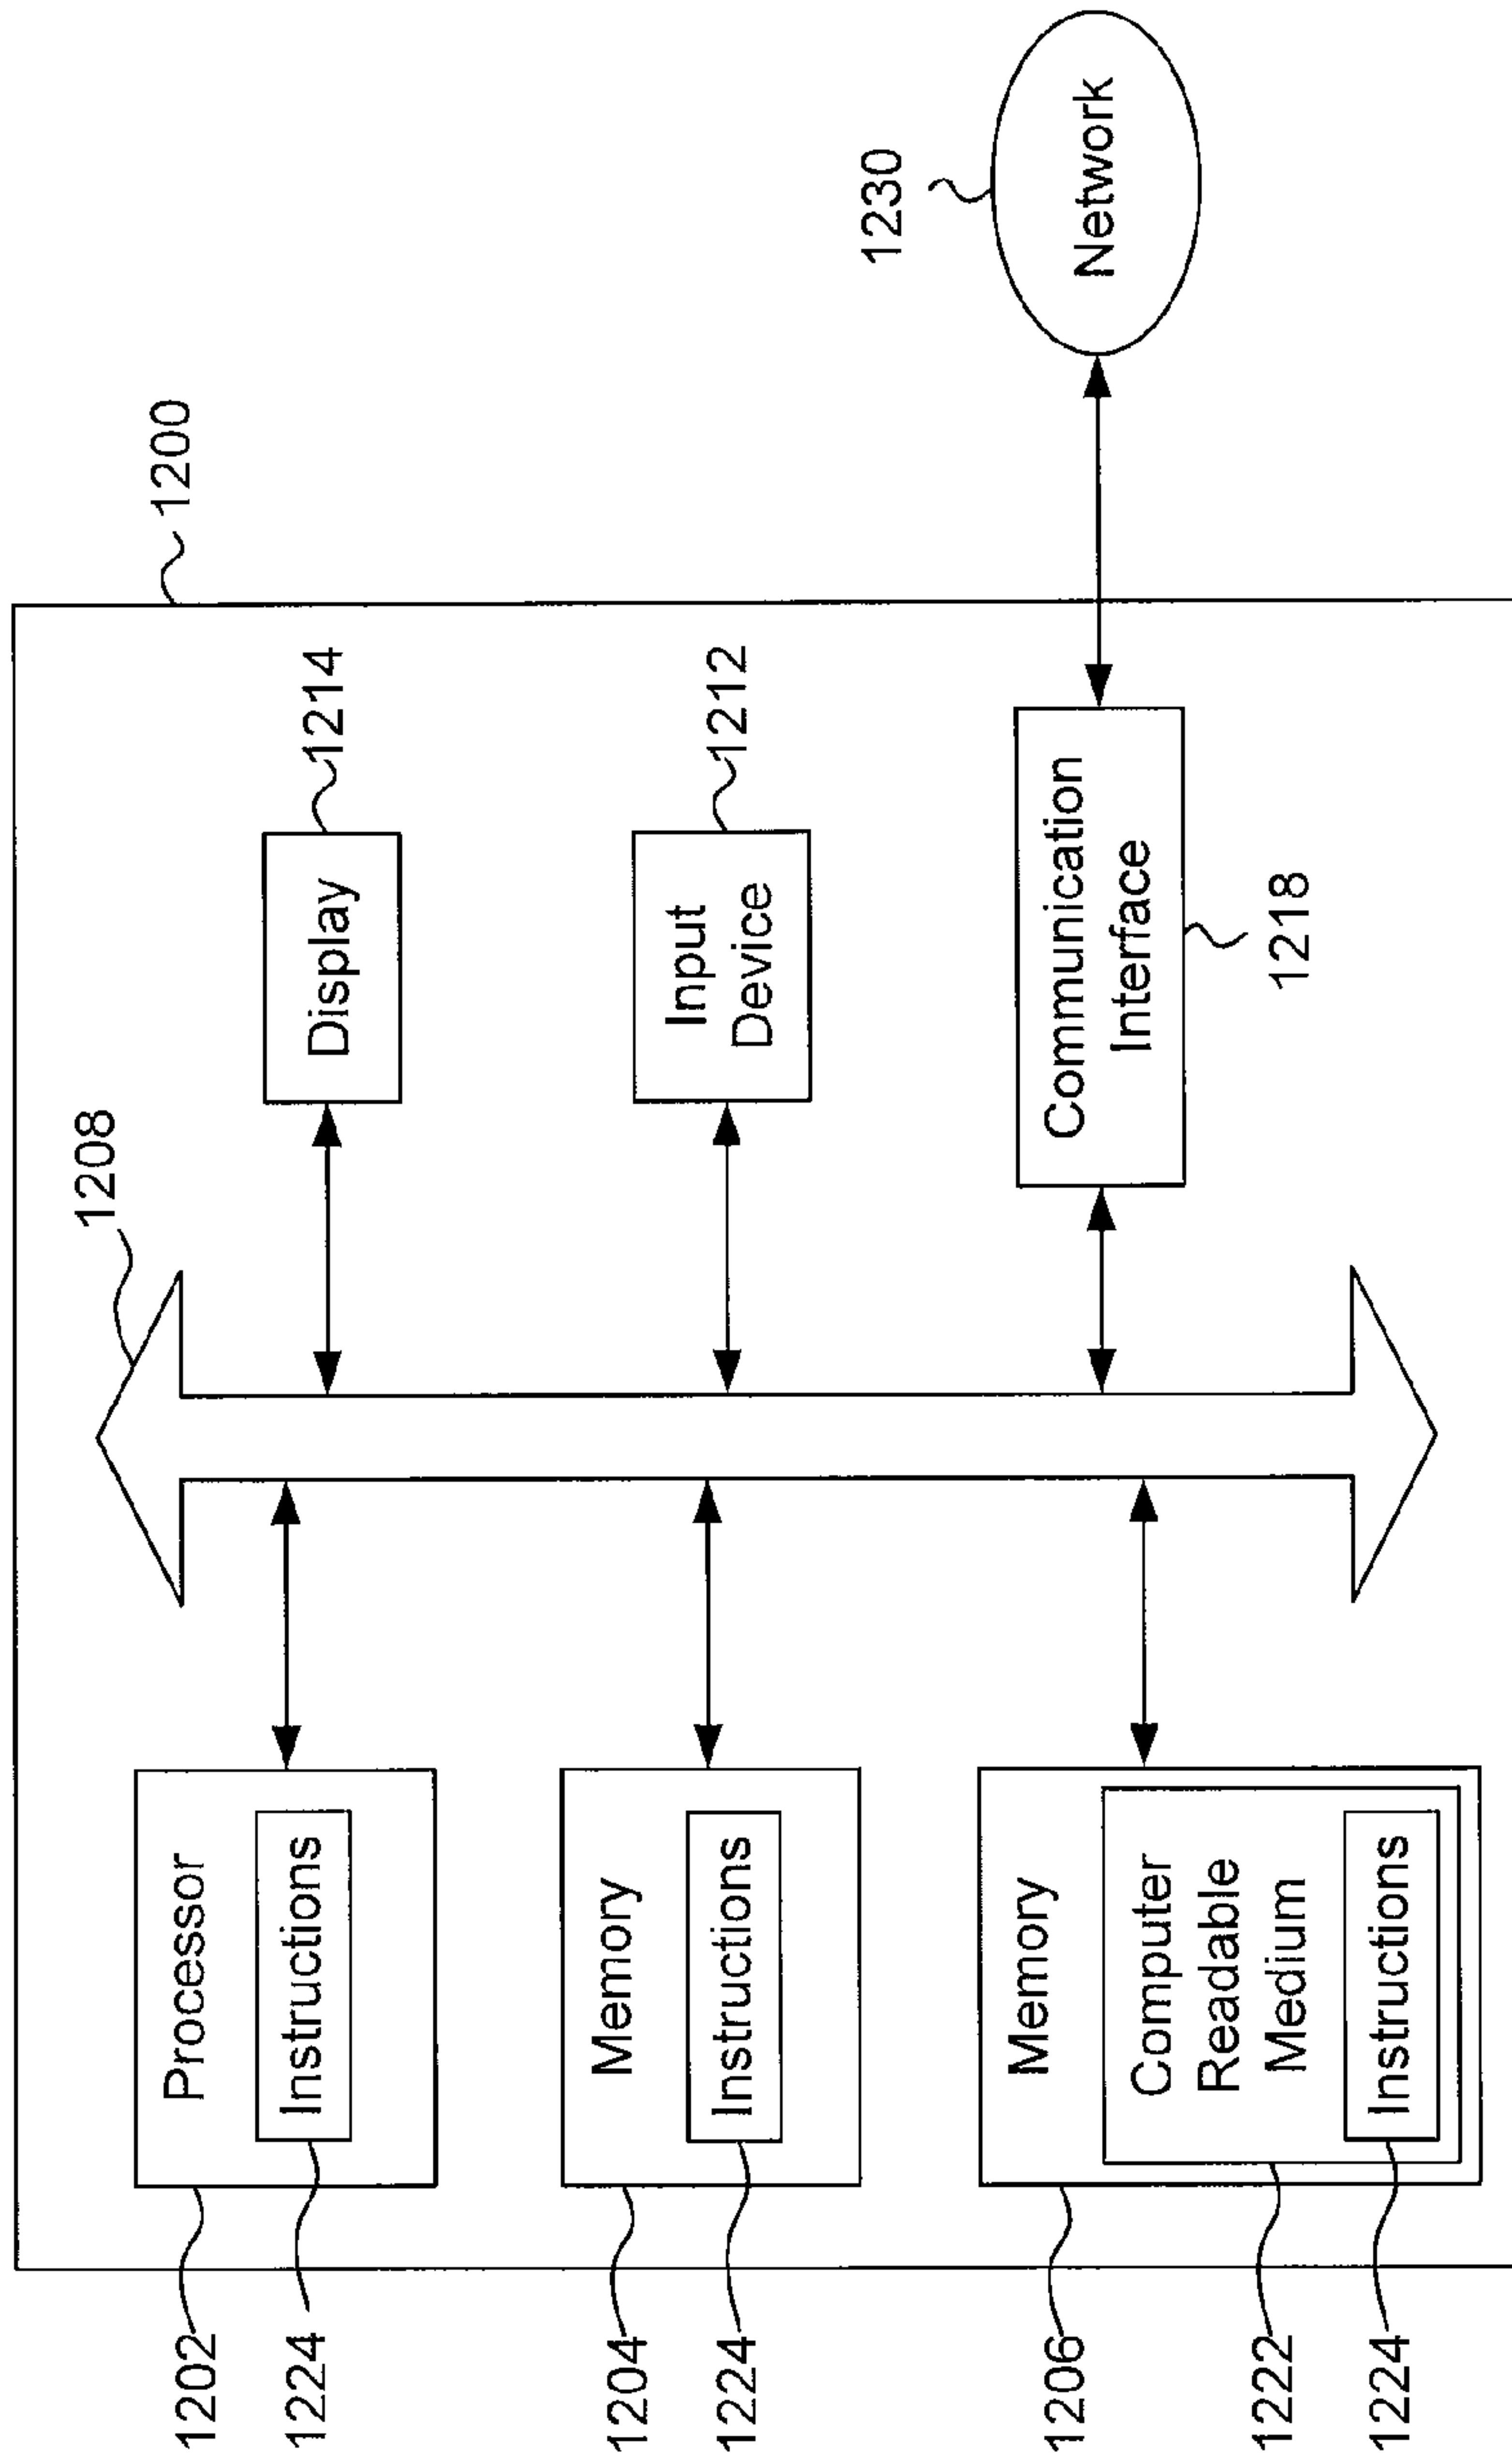 1200
1208
1202
Processor
1224
Instructions
Display
1214
1204
Memory
1224
Instructions
Input
Device
1212
1206
Memory
1222
Computer
Readable
Medium
1224
Instructions
Communication
Interface
1218
1230
Network